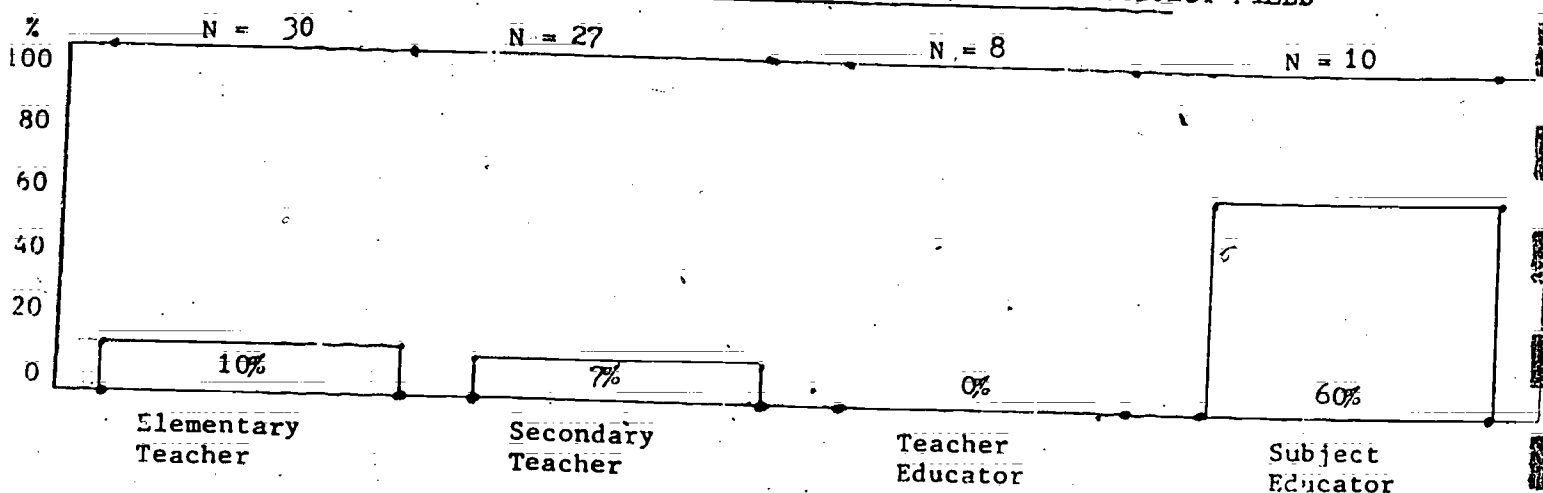 %
N = 30
N = 27
N = 8
N = 10
100
80
60
40
20
0
10%
7%
0%
60%
Elementary
Teacher
Secondary
Teacher
Teacher
Educator
Subject
Educator